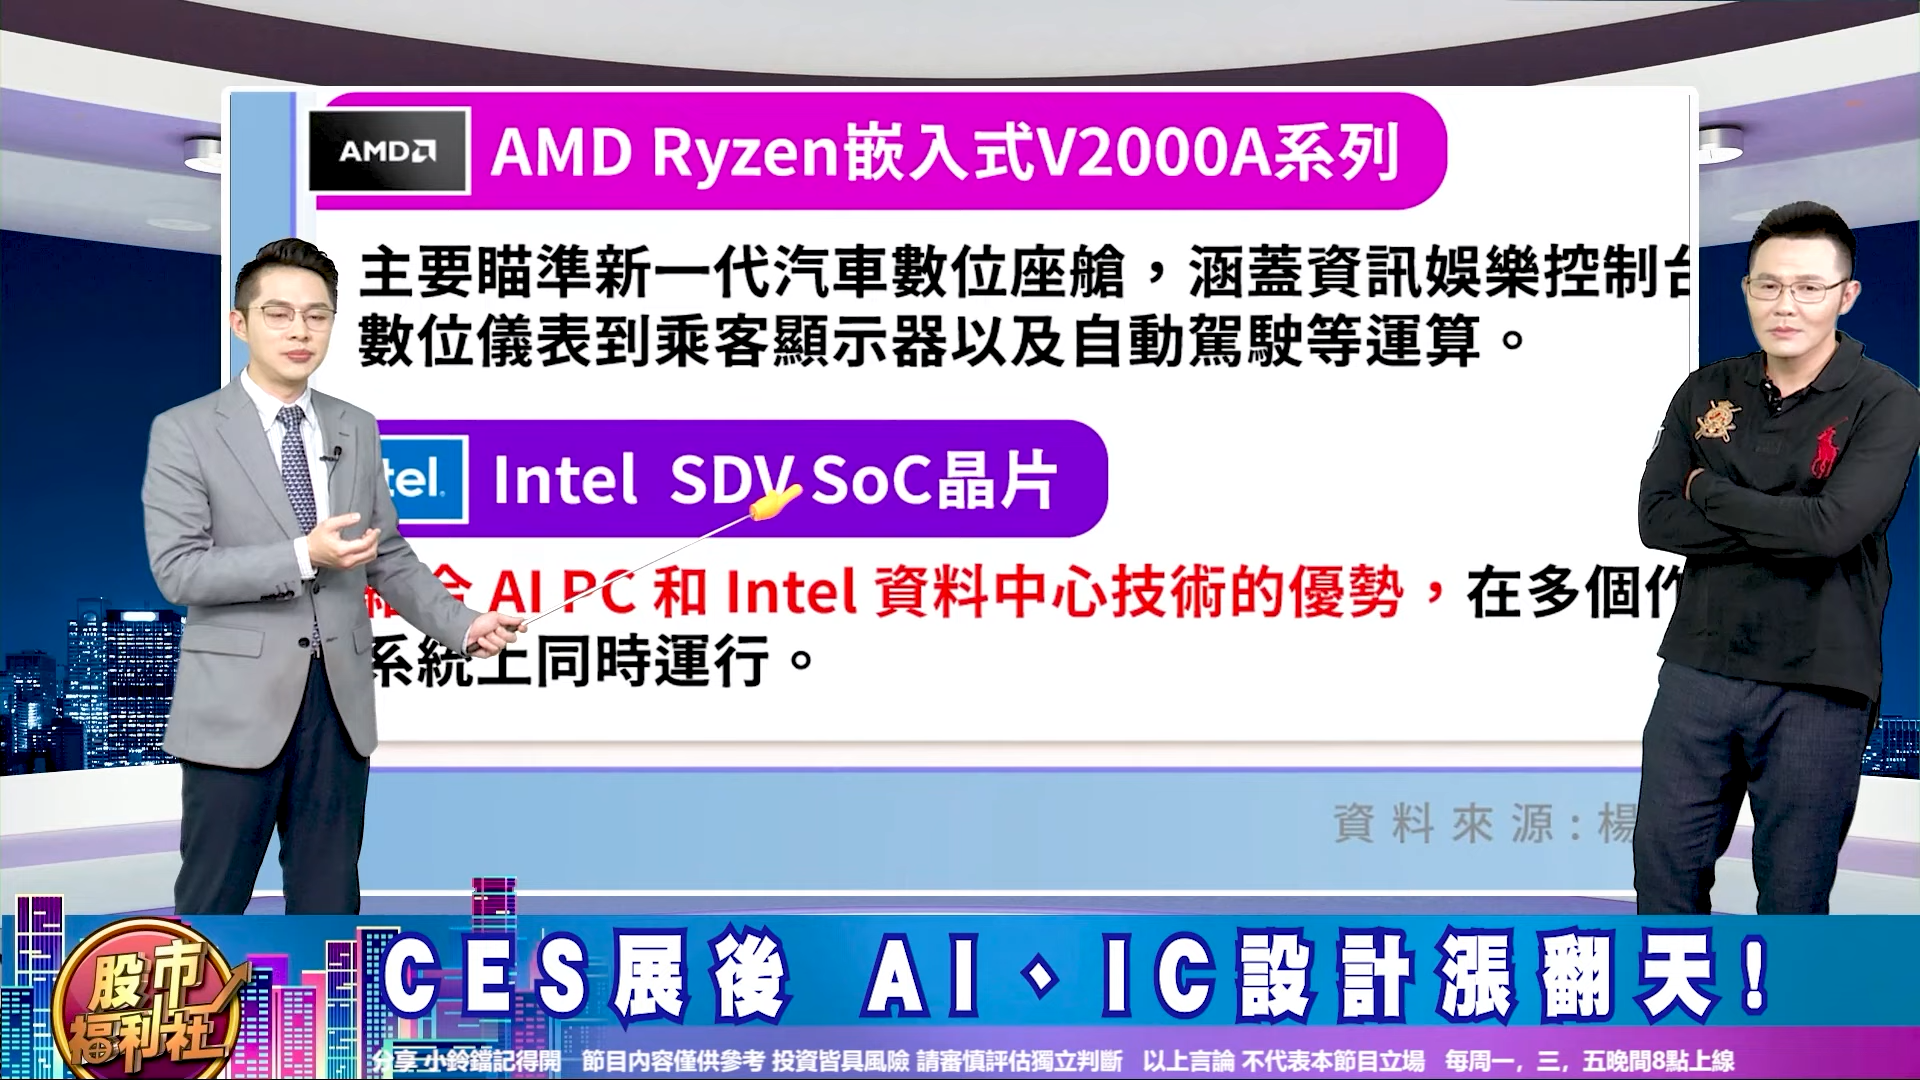 AMD
AMD Ryzen嵌入式V2000A系列
主要瞄準新一代汽車數位座艙，涵蓋資訊娛樂控制台
數位儀表到乘客顯示器以及自動駕駛等運算。
tel.
Intel SDV SoC晶片
合 AI PC 和 Intel 資料中心技術的優勢，在多個作
系統上同時運行。
資料來源:楊
CES展後 AI、IC設計漲翻天!
股市
福利社
分享 小鈴鐺記得開 節目內容僅供參考 投資皆具風險 請審慎評估獨立判斷 以上言論 不代表本節目立場 每周一，三，五晚間8點上線